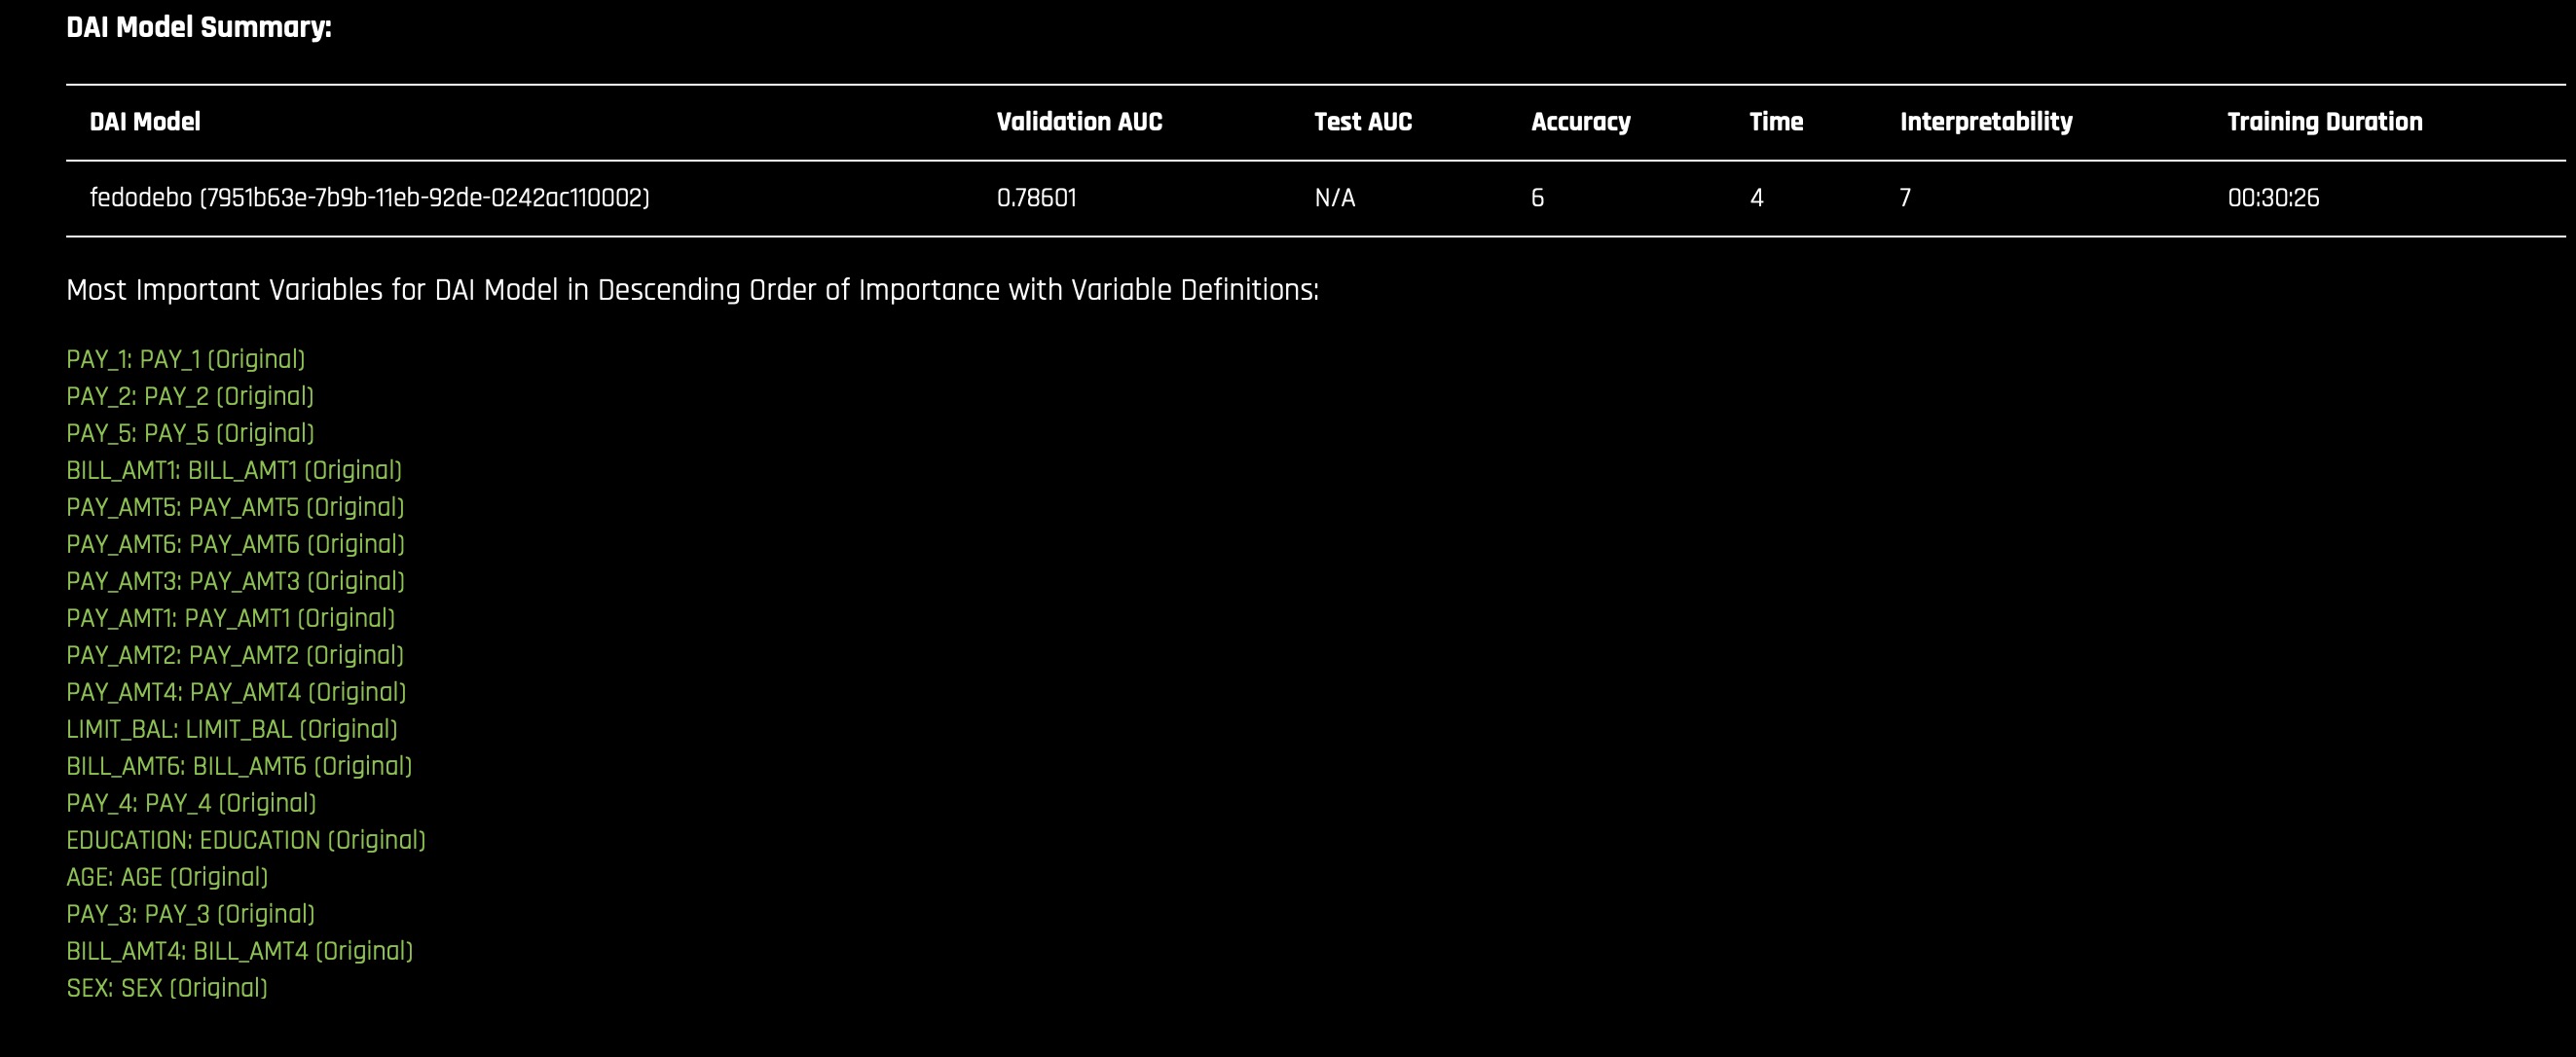 DAI Model Summary:
DAI Model Validation AUC Test AUC Accuracy Time Interpretability Training Duration
fedodebo (7951b63e-7b9b-11eb-92de-0242ac110002) 0.78601 N/A 6 4 7 00:30:26
Most Important Variables for DAI Model in Descending Order of Importance with Variable Definitions:
PAY_1: PAY_1 (Original)
PAY_2: PAY_2 (Original)
PAY_5: PAY_5 (Original)
BILL_AMT1: BILL_AMT1 (Original)
PAY_AMT5: PAY_AMT5 (Original)
PAY_AMT6: PAY_AMT6 (Original)
PAY_AMT3: PAY_AMT3 (Original)
PAY_AMT1: PAY_AMT1 (Original)
PAY_AMT2: PAY_AMT2 (Original)
PAY_AMT4: PAY_AMT4 (Original)
LIMIT_BAL: LIMIT_BAL (Original)
BILL_AMT6: BILL_AMT6 (Original)
PAY_4: PAY_4 (Original)
EDUCATION: EDUCATION (Original)
AGE: AGE (Original)
PAY_3: PAY_3 (Original)
BILL_AMT4: BILL_AMT4 (Original)
SEX: SEX (Original)